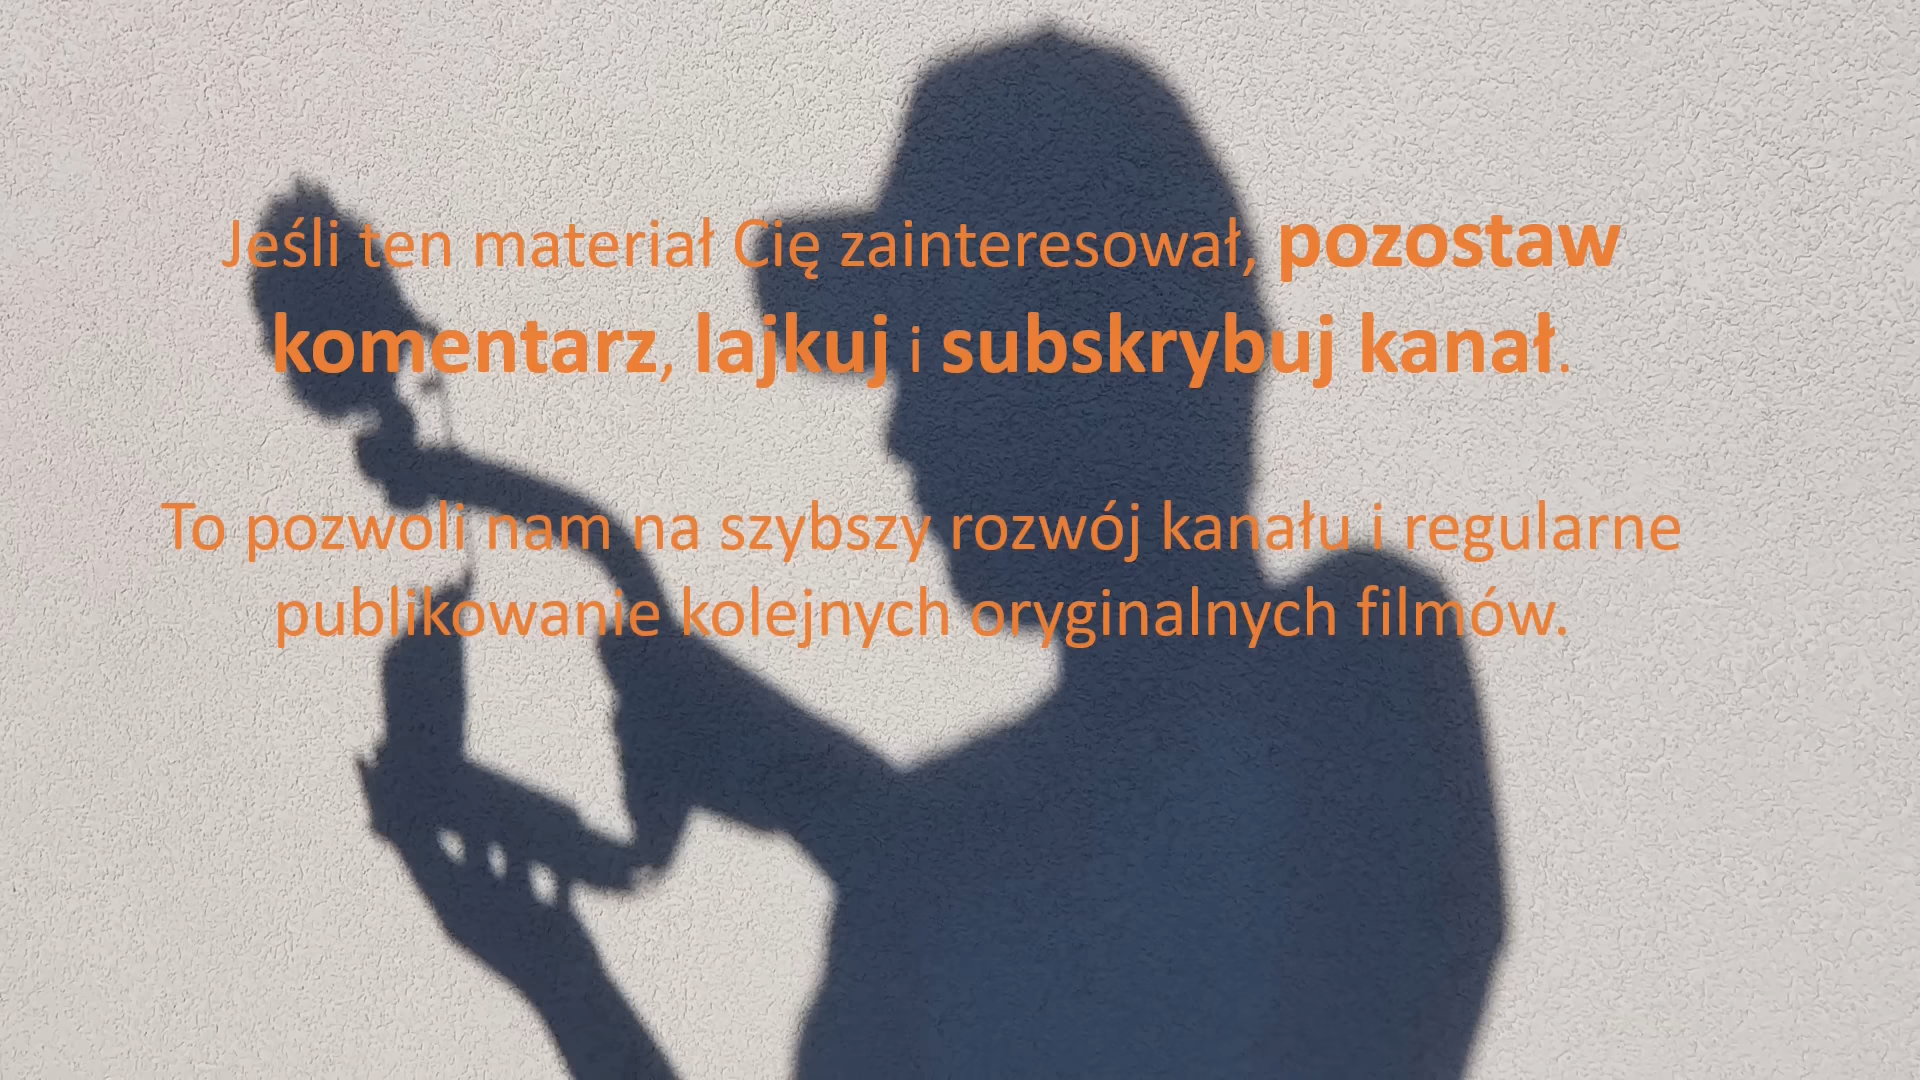 Jeśli ten materiał Cię zainteresował, pozostaw
komentarz, lajkuj i subskrybuj kanał.
To pozwoli nam na szybszy rozwój kanału i regularne
publikowanie kolejnych oryginalnych filmów.